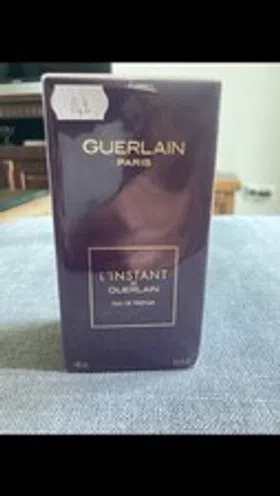 GUERLAIN
PARIS
L'INSTANT
DE
GUERLAIN
EAU DE PARFUM